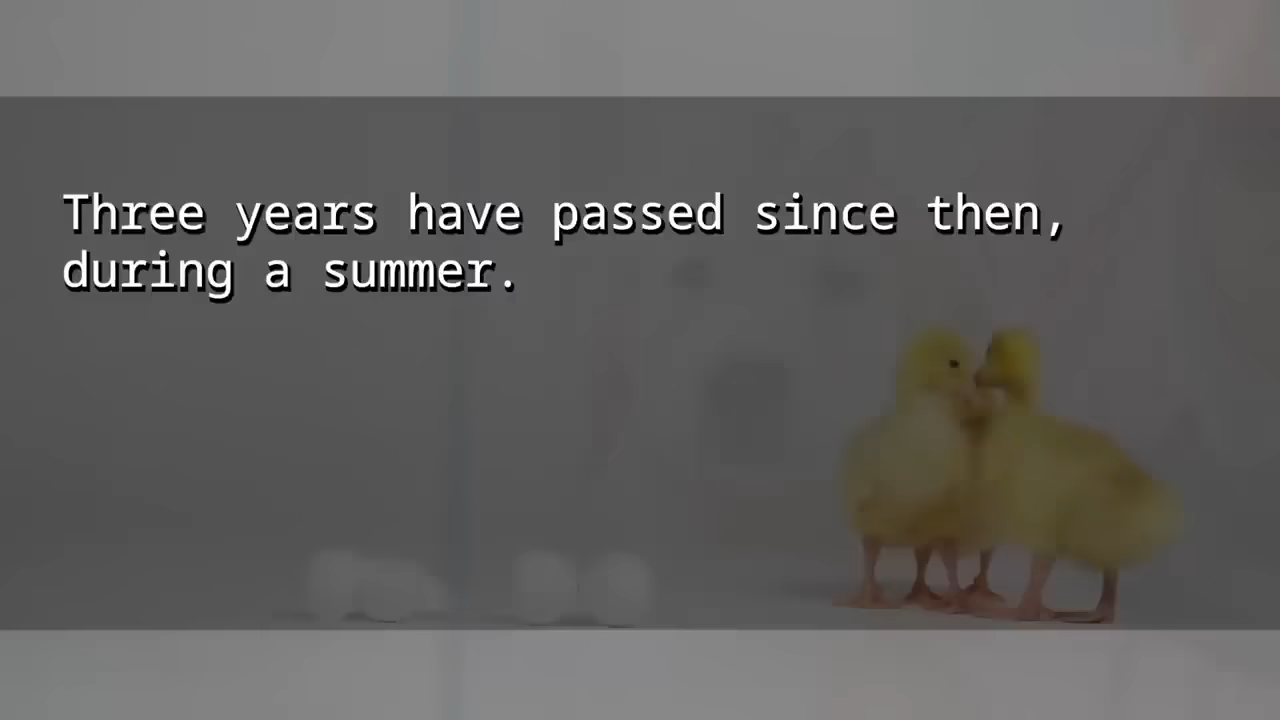 Three years have passed since then,
during a summer.